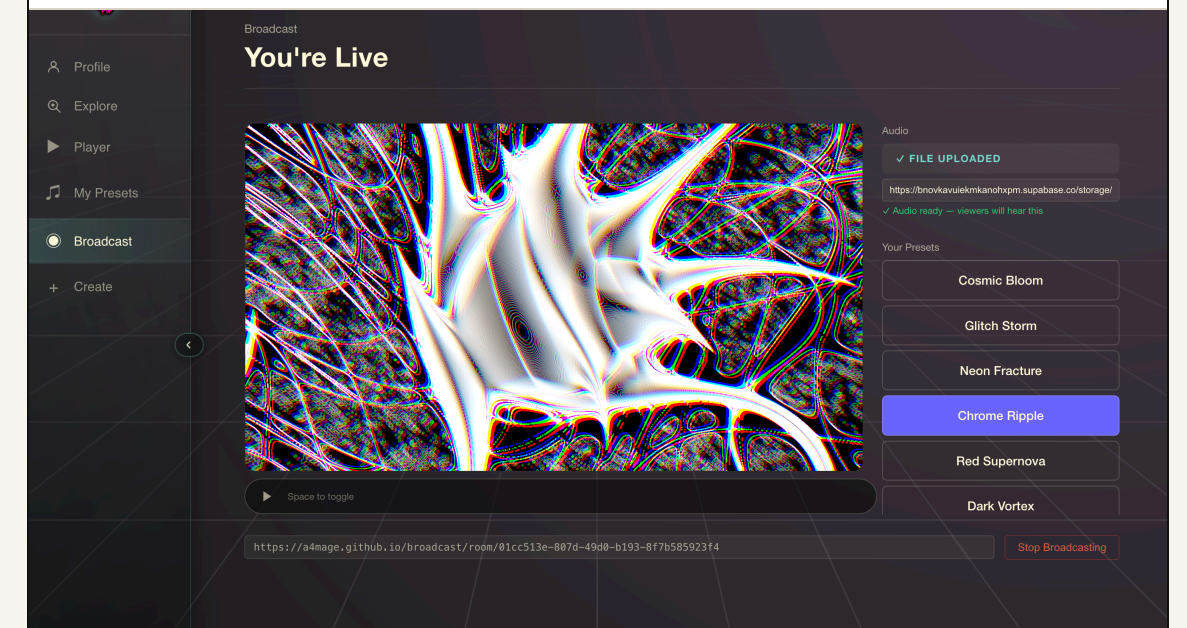 Profile
Explore
Player
My Presets
Broadcast
+ Create
Broadcast
You're Live
Space to toggle
Audio
✓ FILE UPLOADED
https://bnovkavuiekmkanohxpm.supabase.co/storage/
✓ Audio ready — viewers will hear this
Your Presets
Cosmic Bloom
Glitch Storm
Neon Fracture
Chrome Ripple
Red Supernova
Dark Vortex
https://a4mage.github.io/broadcast/room/01cc513e-807d-49d0-b193-8f7b585923f4
Stop Broadcasting